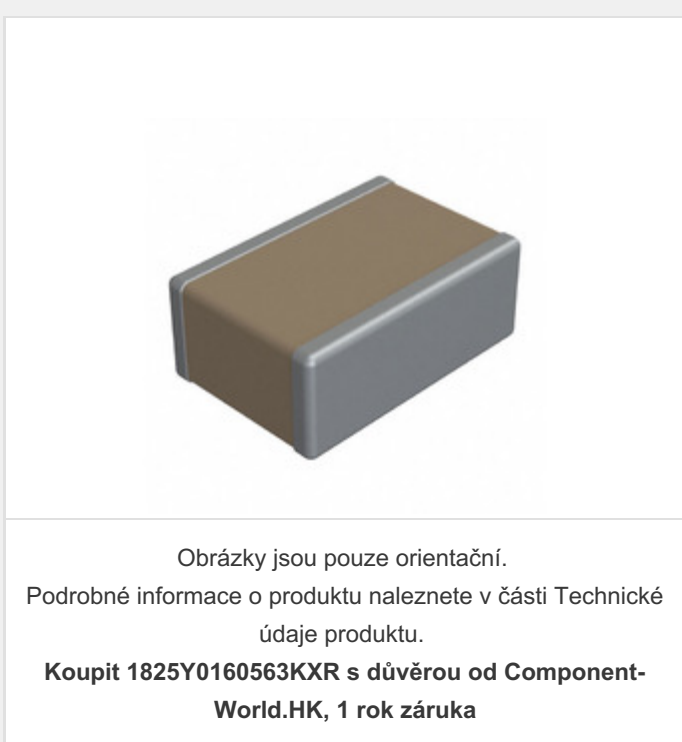 Obrázky jsou pouze orientační.
Podrobné informace o produktu naleznete v části Technické
údaje produktu.
Koupit 1825Y0160563KXR s důvěrou od Component-
World.HK, 1 rok záruka